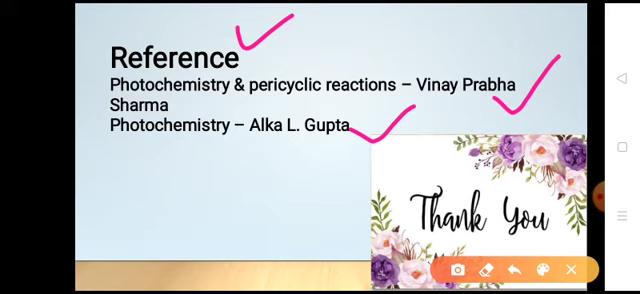 Reference
Photochemistry & pericyclic reactions – Vinay Prabha
Sharma
Photochemistry – Alka L. Gupta
Thank You